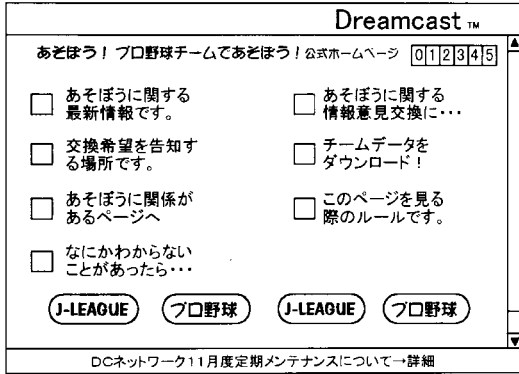 Dreamcast ™
あそぼう! プロ野球チームであそぼう! 公式ホームページ 0 1 2 3 4 5
あそぼうに関する
最新情報です。
あそぼうに関する
情報意見交換に・・・
交換希望を告知す
る場所です。
チームデータを
ダウンロード!
あそぼうに関係が
あるページへ
このページを見る
際のルールです。
なにかわからない
ことがあったら・・・
J-LEAGUE プロ野球 J-LEAGUE プロ野球
DCネットワーク11月度定期メンテナンスについて→詳細